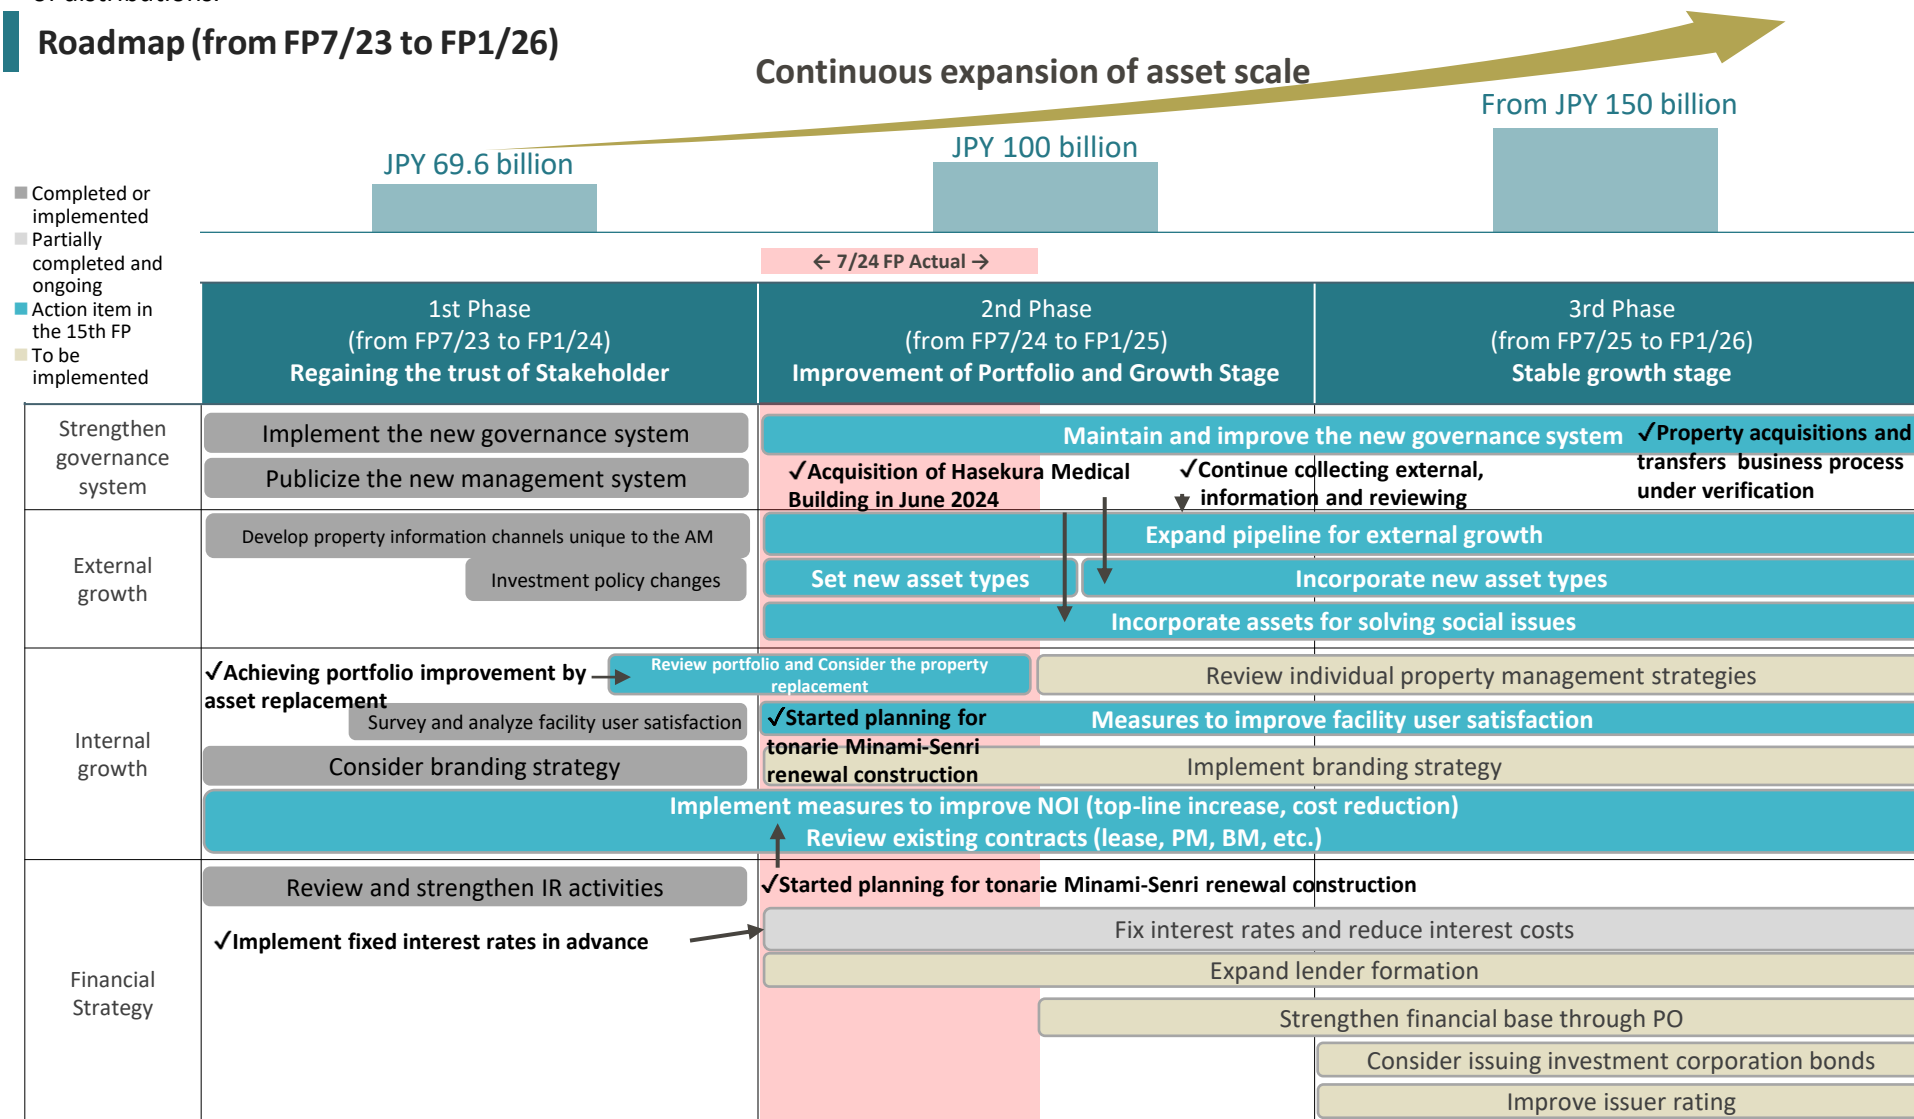 of distributions.
Roadmap (from FP7/23 to FP1/26)
Continuous expansion of asset scale
JPY 69.6 billion
JPY 100 billion
From JPY 150 billion
Completed or
implemented
Partially
completed and
ongoing
Action item in
the 15th FP
To be
implemented
← 7/24 FP Actual →
1st Phase
(from FP7/23 to FP1/24)
Regaining the trust of Stakeholder
2nd Phase
(from FP7/24 to FP1/25)
Improvement of Portfolio and Growth Stage
3rd Phase
(from FP7/25 to FP1/26)
Stable growth stage
Strengthen
governance
system
Implement the new governance system
Publicize the new management system
Maintain and improve the new governance system
✓Property acquisitions and
transfers business process
under verification
✓Acquisition of Hasekura Medical
Building in June 2024
✓Continue collecting external,
information and reviewing
External
growth
Develop property information channels unique to the AM
Investment policy changes
Expand pipeline for external growth
Set new asset types
Incorporate new asset types
Incorporate assets for solving social issues
Internal
growth
✓Achieving portfolio improvement by
asset replacement
Review portfolio and Consider the property
replacement
Review individual property management strategies
Survey and analyze facility user satisfaction
✓Started planning for
tonarie Minami-Senri
renewal construction
Measures to improve facility user satisfaction
Consider branding strategy
Implement branding strategy
Implement measures to improve NOI (top-line increase, cost reduction)
Review existing contracts (lease, PM, BM, etc.)
Financial
Strategy
Review and strengthen IR activities
✓Started planning for tonarie Minami-Senri renewal construction
✓Implement fixed interest rates in advance
Fix interest rates and reduce interest costs
Expand lender formation
Strengthen financial base through PO
Consider issuing investment corporation bonds
Improve issuer rating